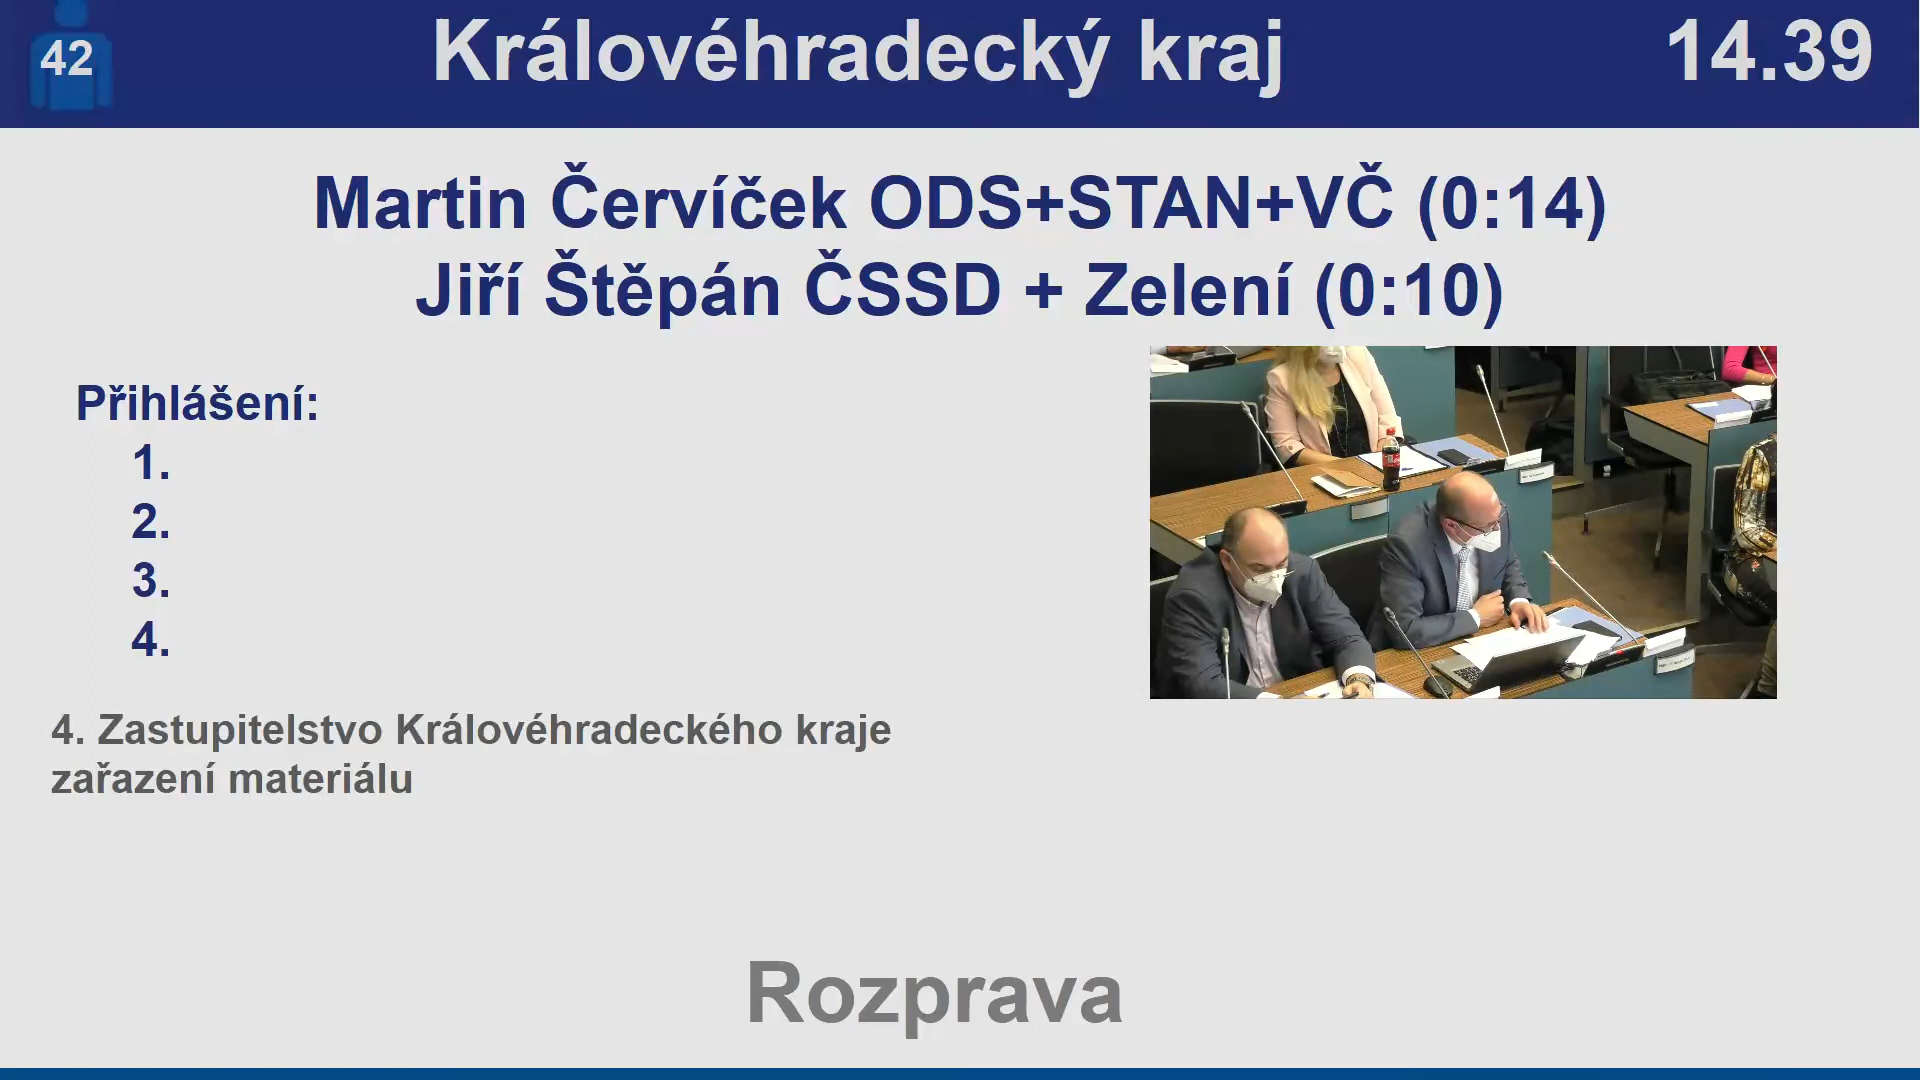 42
Královéhradecký kraj
14.39
Martin Červíček ODS+STAN+VČ (0:14)
Jiří Štěpán ČSSD + Zelení (0:10)
Přihlášení:
1.
2.
3.
4.
4. Zastupitelstvo Královéhradeckého kraje
zařazení materiálu
Rozprava